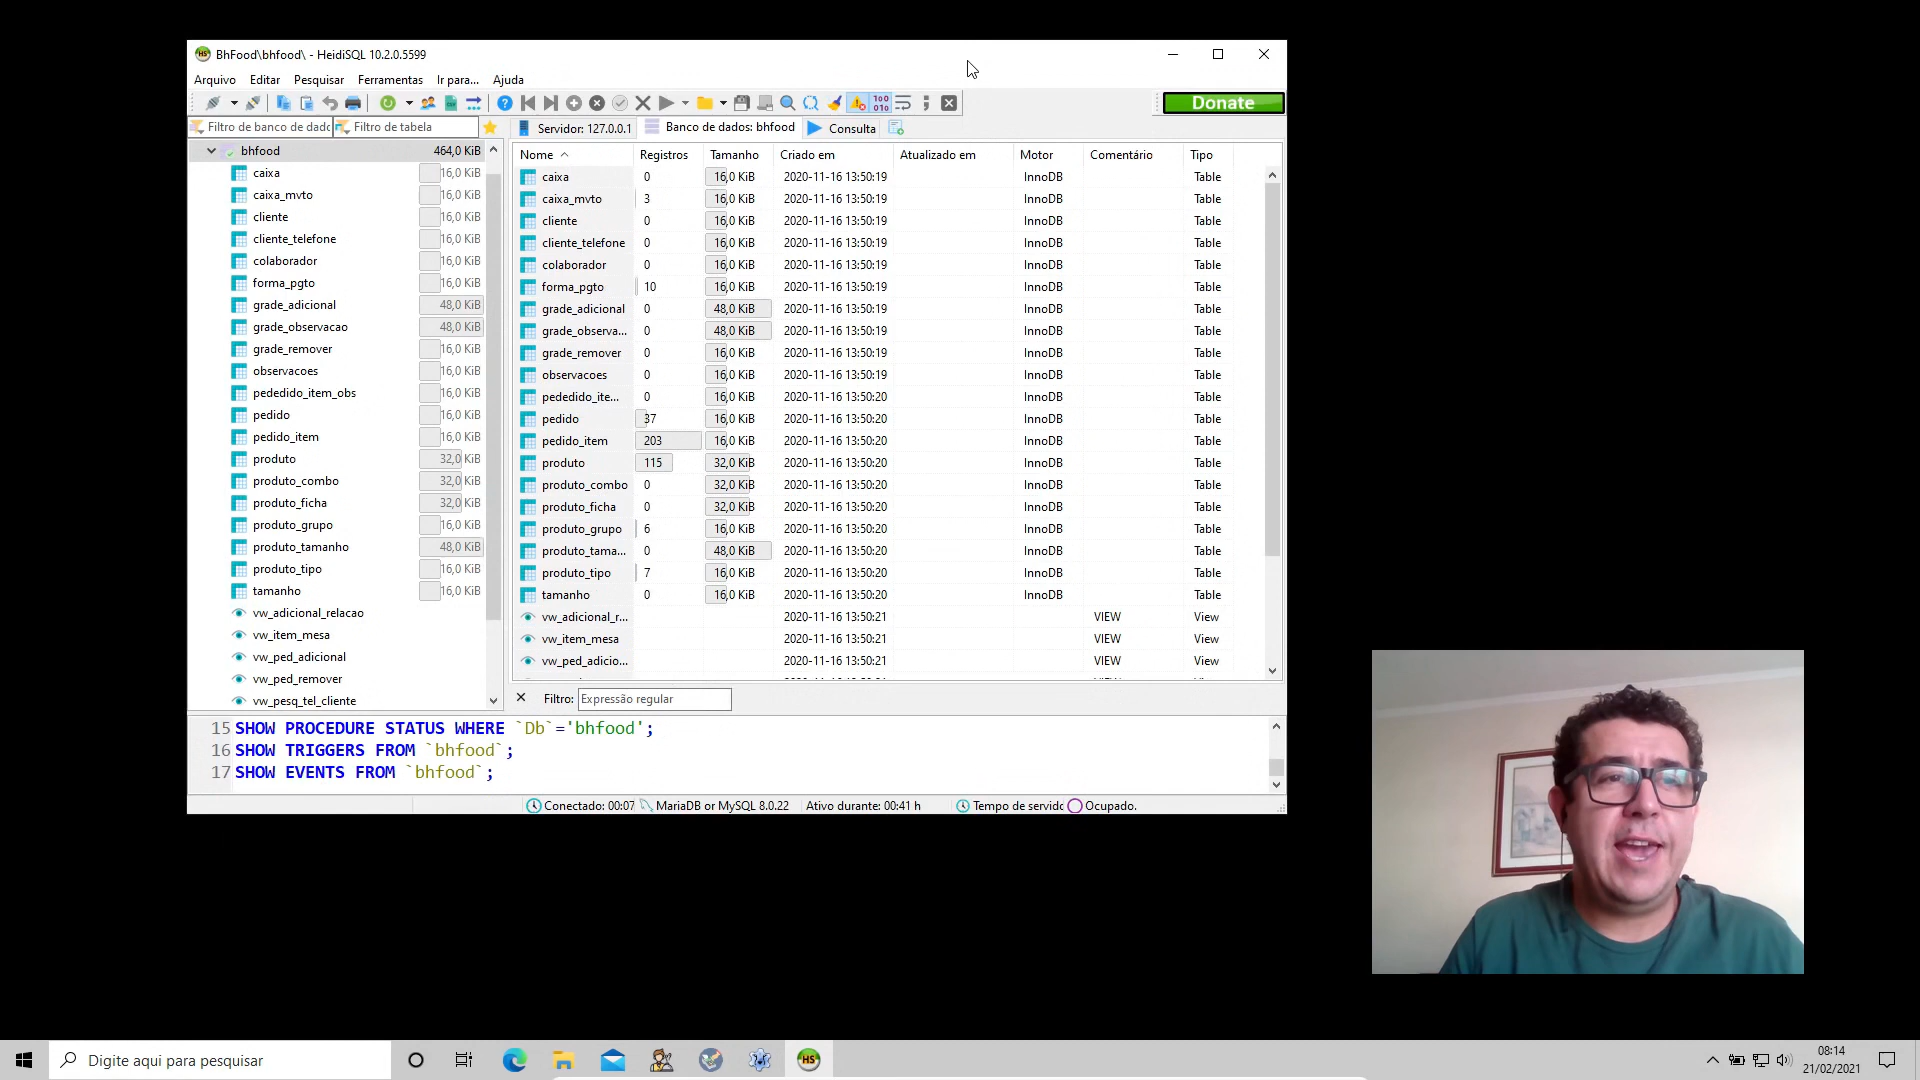 BhFood\bhfood\ - HeidiSQL 10.2.0.5599
Arquivo Editar Pesquisar Ferramentas Ir para... Ajuda
Donate
Filtro de banco de dadc Filtro de tabela
Servidor: 127.0.0.1 Banco de dados: bhfood Consulta
bhfood 464,0 KiB
caixa 16,0 KiB
caixa_mvto 16,0 KiB
cliente 16,0 KiB
cliente_telefone 16,0 KiB
colaborador 16,0 KiB
forma_pgto 16,0 KiB
grade_adicional 48,0 KiB
grade_observacao 48,0 KiB
grade_remover 16,0 KiB
observacoes 16,0 KiB
pededido_item_obs 16,0 KiB
pedido 16,0 KiB
pedido_item 16,0 KiB
produto 32,0 KiB
produto_combo 32,0 KiB
produto_ficha 32,0 KiB
produto_grupo 16,0 KiB
produto_tamanho 48,0 KiB
produto_tipo 16,0 KiB
tamanho 16,0 KiB
vw_adicional_relacao
vw_item_mesa
vw_ped_adicional
vw_ped_remover
vw_pesq_tel_cliente
Nome Registros Tamanho Criado em Atualizado em Motor Comentário Tipo
caixa 0 16,0 KiB 2020-11-16 13:50:19 InnoDB Table
caixa_mvto 3 16,0 KiB 2020-11-16 13:50:19 InnoDB Table
cliente 0 16,0 KiB 2020-11-16 13:50:19 InnoDB Table
cliente_telefone 0 16,0 KiB 2020-11-16 13:50:19 InnoDB Table
colaborador 0 16,0 KiB 2020-11-16 13:50:19 InnoDB Table
forma_pgto 10 16,0 KiB 2020-11-16 13:50:19 InnoDB Table
grade_adicional 0 48,0 KiB 2020-11-16 13:50:19 InnoDB Table
grade_observa... 0 48,0 KiB 2020-11-16 13:50:19 InnoDB Table
grade_remover 0 16,0 KiB 2020-11-16 13:50:19 InnoDB Table
observacoes 0 16,0 KiB 2020-11-16 13:50:19 InnoDB Table
pededido_ite... 0 16,0 KiB 2020-11-16 13:50:20 InnoDB Table
pedido 37 16,0 KiB 2020-11-16 13:50:20 InnoDB Table
pedido_item 203 16,0 KiB 2020-11-16 13:50:20 InnoDB Table
produto 115 32,0 KiB 2020-11-16 13:50:20 InnoDB Table
produto_combo 0 32,0 KiB 2020-11-16 13:50:20 InnoDB Table
produto_ficha 0 32,0 KiB 2020-11-16 13:50:20 InnoDB Table
produto_grupo 6 16,0 KiB 2020-11-16 13:50:20 InnoDB Table
produto_tama... 0 48,0 KiB 2020-11-16 13:50:20 InnoDB Table
produto_tipo 7 16,0 KiB 2020-11-16 13:50:20 InnoDB Table
tamanho 0 16,0 KiB 2020-11-16 13:50:20 InnoDB Table
vw_adicional_r... 2020-11-16 13:50:21 VIEW View
vw_item_mesa 2020-11-16 13:50:21 VIEW View
vw_ped_adicio... 2020-11-16 13:50:21 VIEW View
Filtro: Expressão regular
15 SHOW PROCEDURE STATUS WHERE `Db`='bhfood';
16 SHOW TRIGGERS FROM `bhfood`;
17 SHOW EVENTS FROM `bhfood`;
Conectado: 00:07 MariaDB or MySQL 8.0.22 Ativo durante: 00:41 h Tempo de servidc Ocupado.
Digite aqui para pesquisar
08:14
21/02/2021